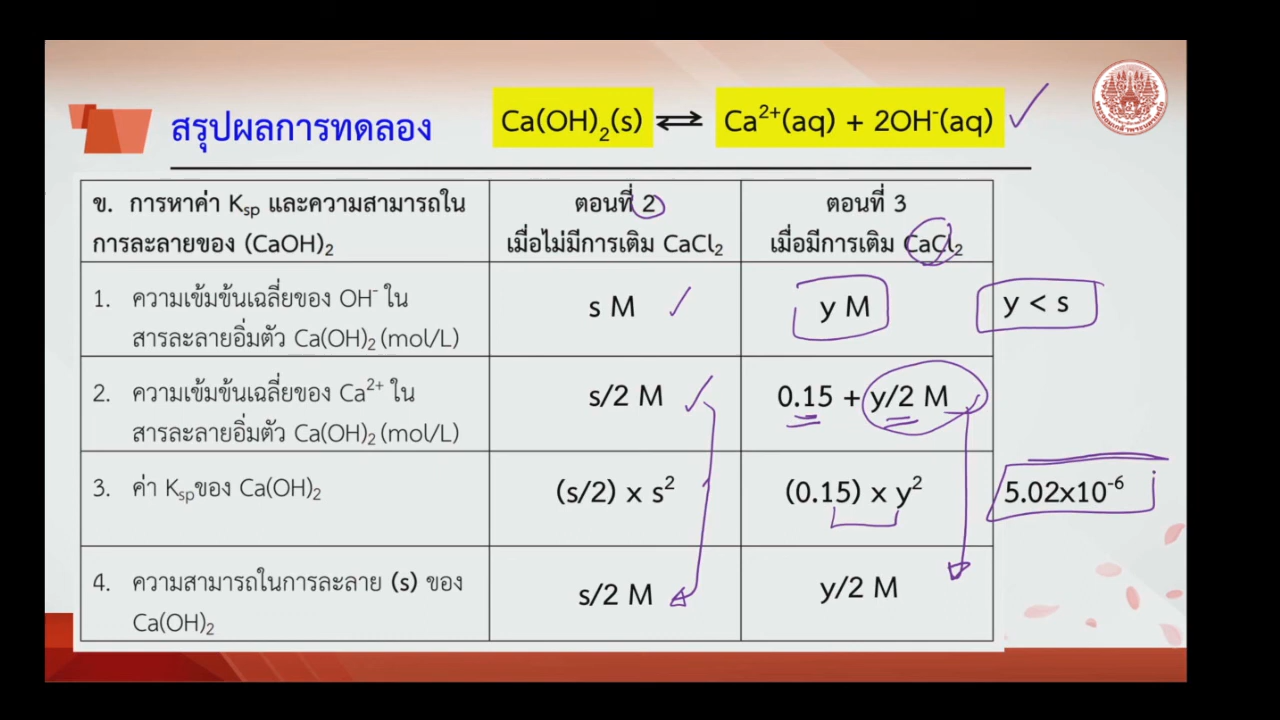 สรุปผลการทดลอง
Ca(OH)₂(s) ⇌ Ca²⁺(aq) + 2OH⁻(aq)
ข. การหาค่า Kₛₚ และความสามารถใน
การละลายของ (CaOH)₂
ตอนที่ 2
เมื่อไม่มีการเติม CaCl₂
ตอนที่ 3
เมื่อมีการเติม CaCl₂
1. ความเข้มข้นเฉลี่ยของ OH⁻ ใน
สารละลายอิ่มตัว Ca(OH)₂ (mol/L)
s M
y M
y < s
2. ความเข้มข้นเฉลี่ยของ Ca²⁺ ใน
สารละลายอิ่มตัว Ca(OH)₂ (mol/L)
s/2 M
0.15 + y/2 M
3. ค่า Kₛₚของ Ca(OH)₂
(s/2) x s²
(0.15) x y²
5.02x10⁻⁶
4. ความสามารถในการละลาย (s) ของ
Ca(OH)₂
s/2 M
y/2 M